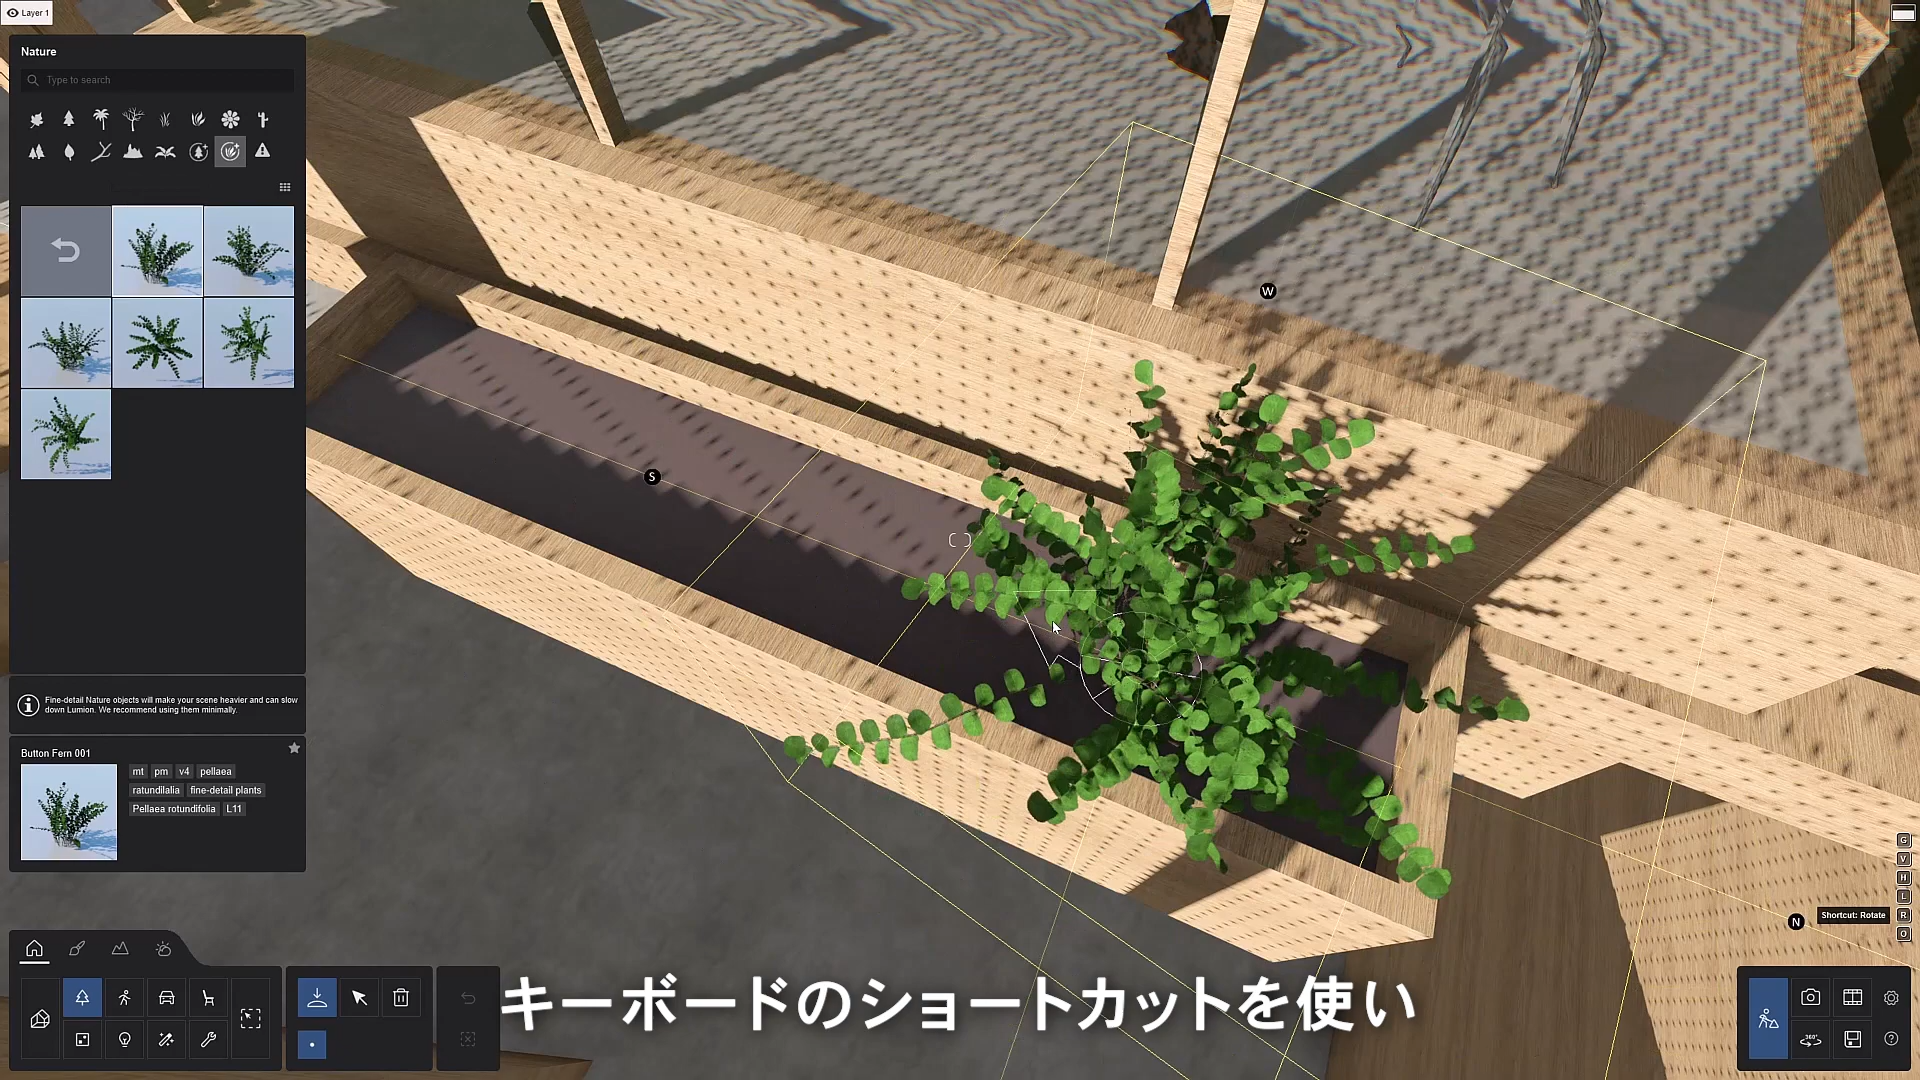 Layer 1
Nature
Type to search
W
S
Fine-detail Nature objects will make your scene heavier and can slow
down Lumion. We recommend using them minimally.
Button Fern 001
mt pm v4 pellaea
ratundilalia fine-detail plants
Pellaea rotundifolia L11
G
V
H
L
R
O
N
Shortcut: Rotate
360°
キーボードのショートカットを使い